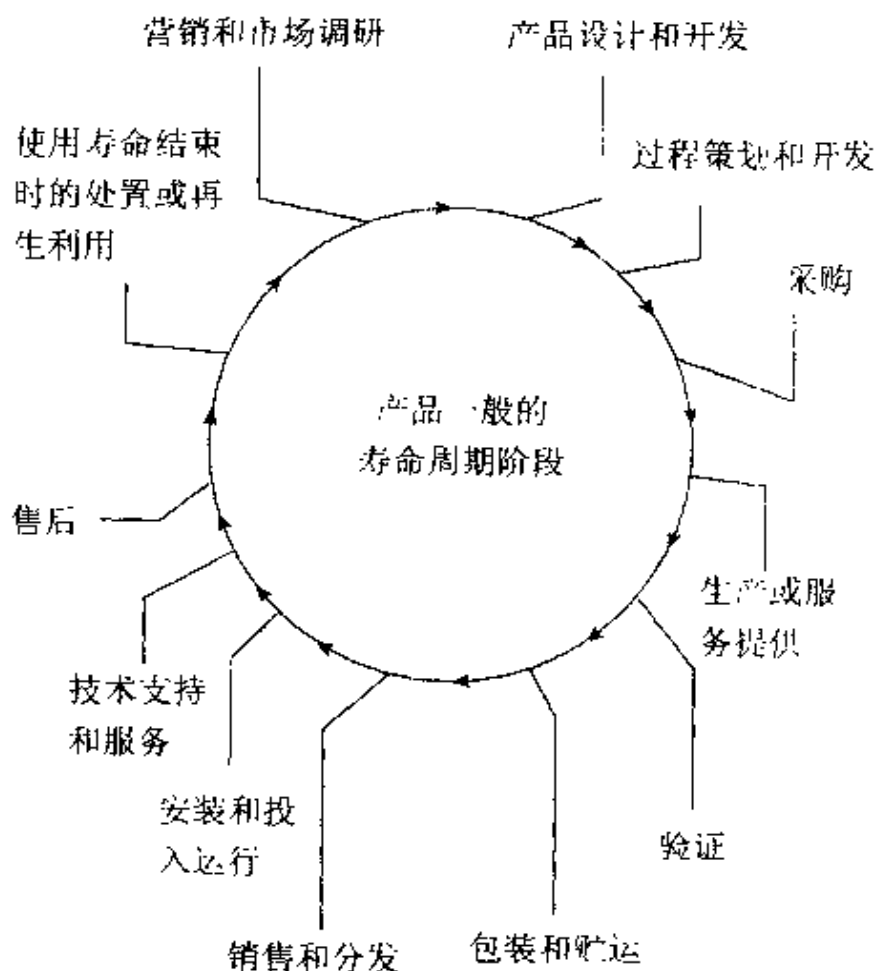 营销和市场调研
产品设计和开发
过程策划和开发
采购
生产或服
务提供
验证
包装和贮运
销售和分发
安装和投
入运行
技术支持
和服务
售后
使用寿命结束
时的处置或再
生利用
产品一般的
寿命周期阶段